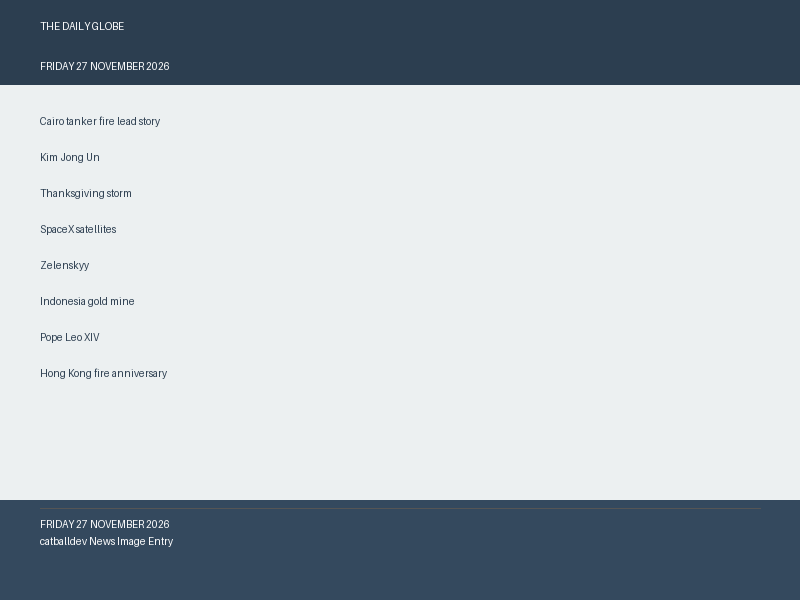 THE DAILY GLOBE
FRIDAY 27 NOVEMBER 2026
Cairo tanker fire lead story
Kim Jong Un
Thanksgiving storm
SpaceX satellites
Zelenskyy
Indonesia gold mine
Pope Leo XIV
Hong Kong fire anniversary
FRIDAY 27 NOVEMBER 2026
catballdev News Image Entry